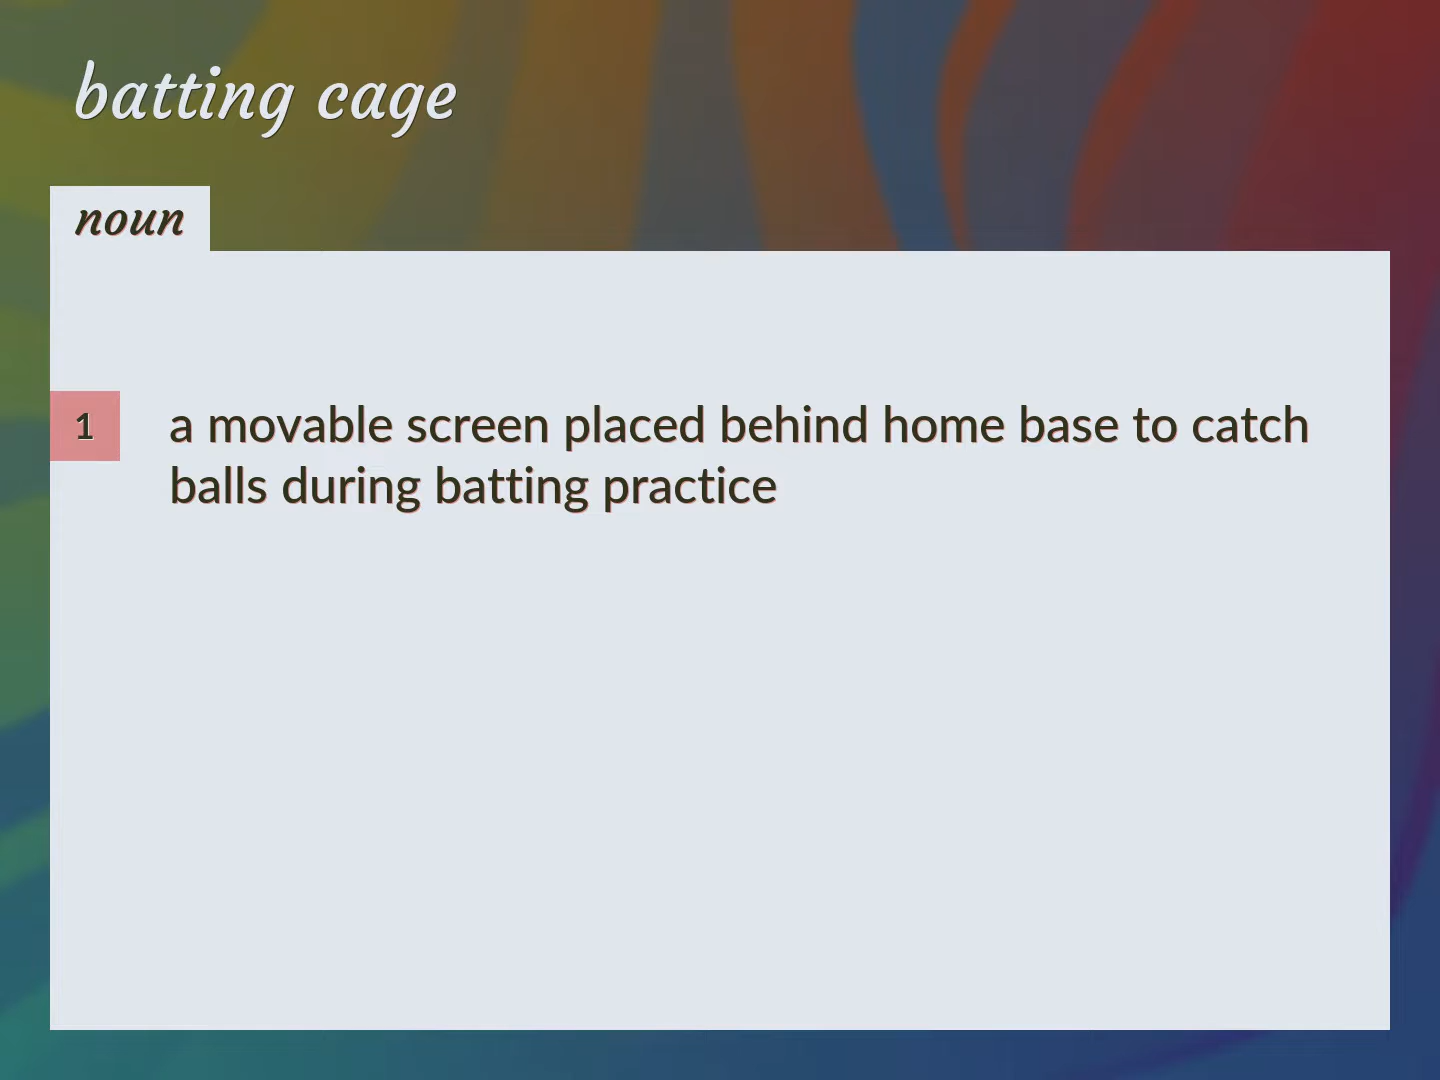 batting cage
noun
1
a movable screen placed behind home base to catch
balls during batting practice